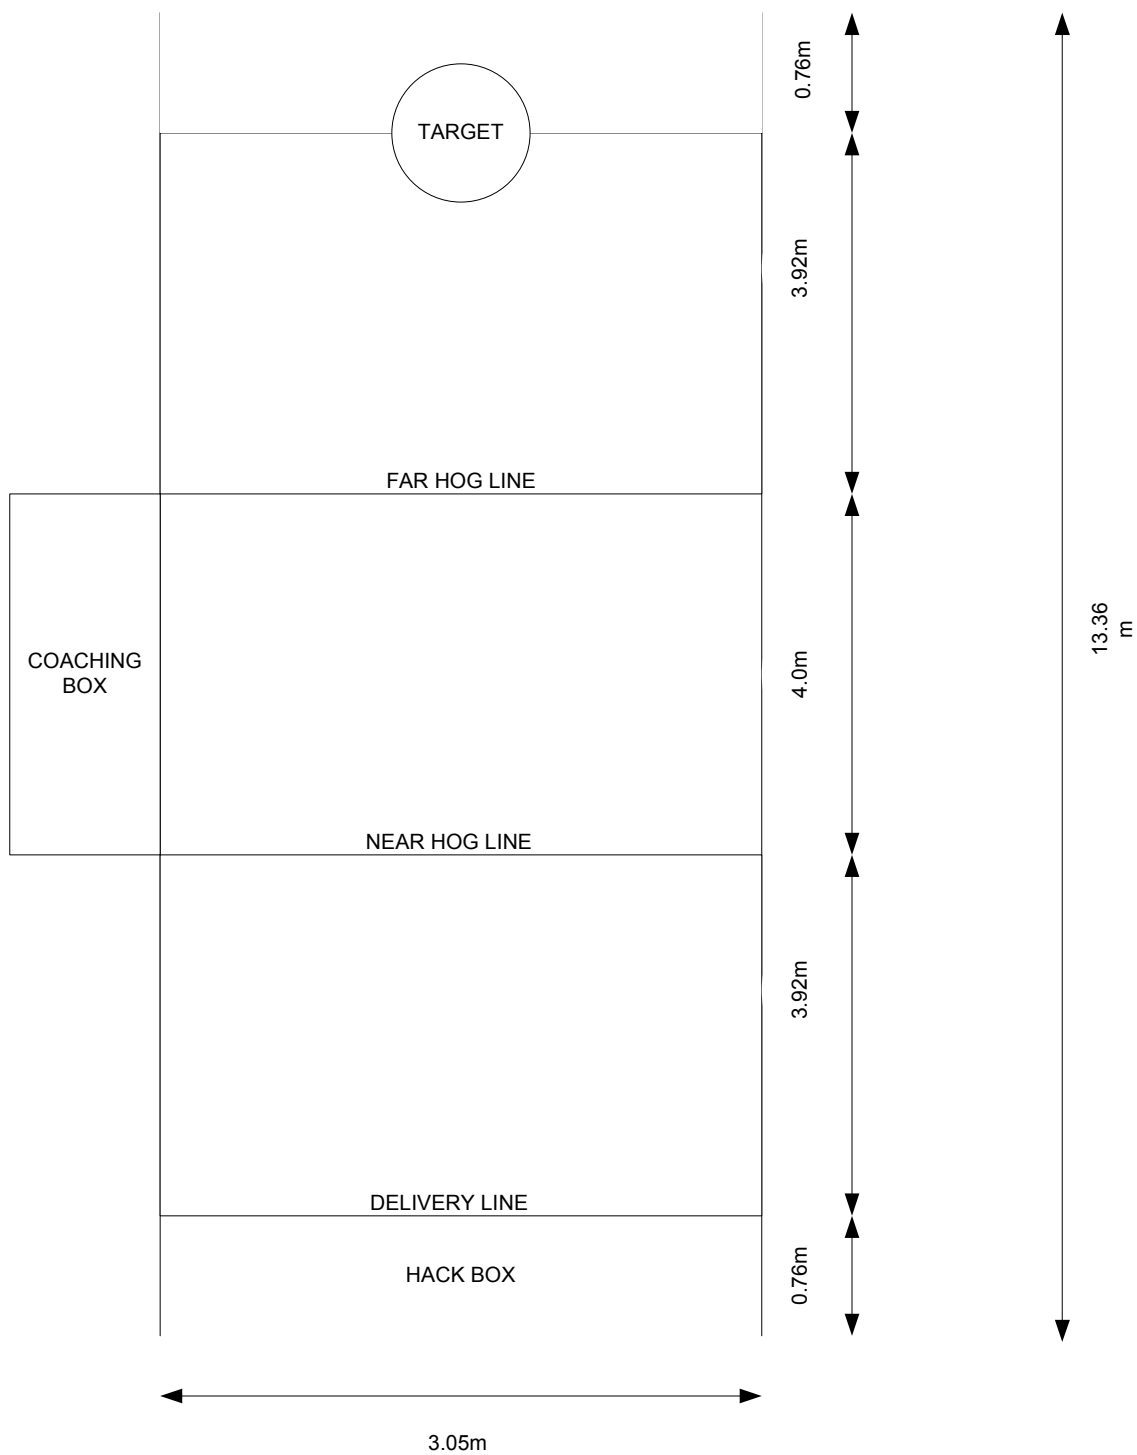 0.76m
TARGET
3.92m
FAR HOG LINE
COACHING
BOX
4.0m
13.36
m
NEAR HOG LINE
3.92m
DELIVERY LINE
HACK BOX
0.76m
3.05m